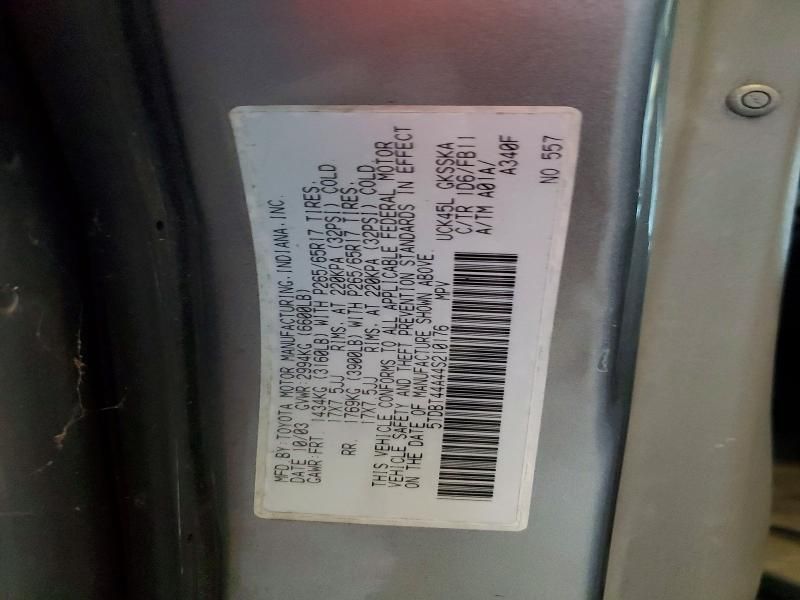 MFD BY: TOYOTA MOTOR MANUFACTURING, INDIANA, INC.
DATE 10/03 GVWR: 2994KG (6600LB)
GAWR: FRT 1434KG (3160LB) WITH P265/65R17 TIRES,
17X7.5JJ RIMS, AT 220KPA (32PSI) COLD
RR. 1769KG (3900LB) WITH P265/65R17 TIRES,
17X7.5JJ RIMS, AT 220KPA (32PSI) COLD
THIS VEHICLE CONFORMS TO ALL APPLICABLE FEDERAL MOTOR
VEHICLE SAFETY AND THEFT PREVENTION STANDARDS IN EFFECT
ON THE DATE OF MANUFACTURE SHOWN ABOVE.
5TDBT44A44S210176 MPV
UCK45L GKSSKA
C/TR 1D6/FB11
A/TM A01A/
A340F
NO 557